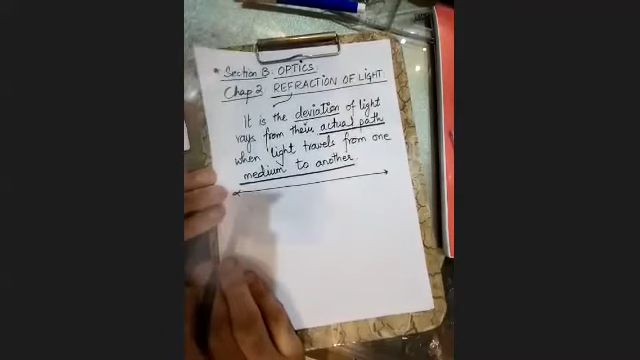 * Section B : OPTICS :
Chap 2 REFRACTION OF LIGHT
It is the deviation of light
rays from their actual path
when light travels from one
medium to another.